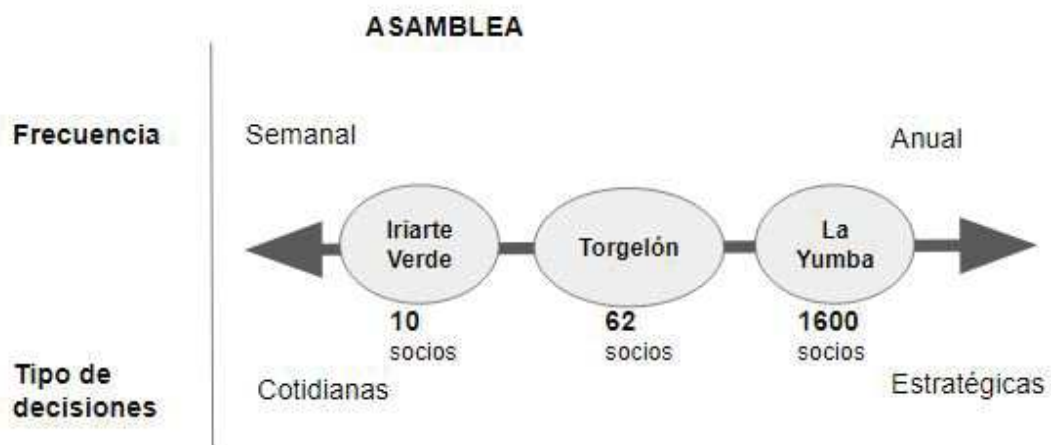 ASAMBLEA
Frecuencia
Semanal
Anual
Iriarte
Verde
Torgelón
La
Yumba
10
socios
62
socios
1600
socios
Tipo de
decisiones
Cotidianas
Estratégicas